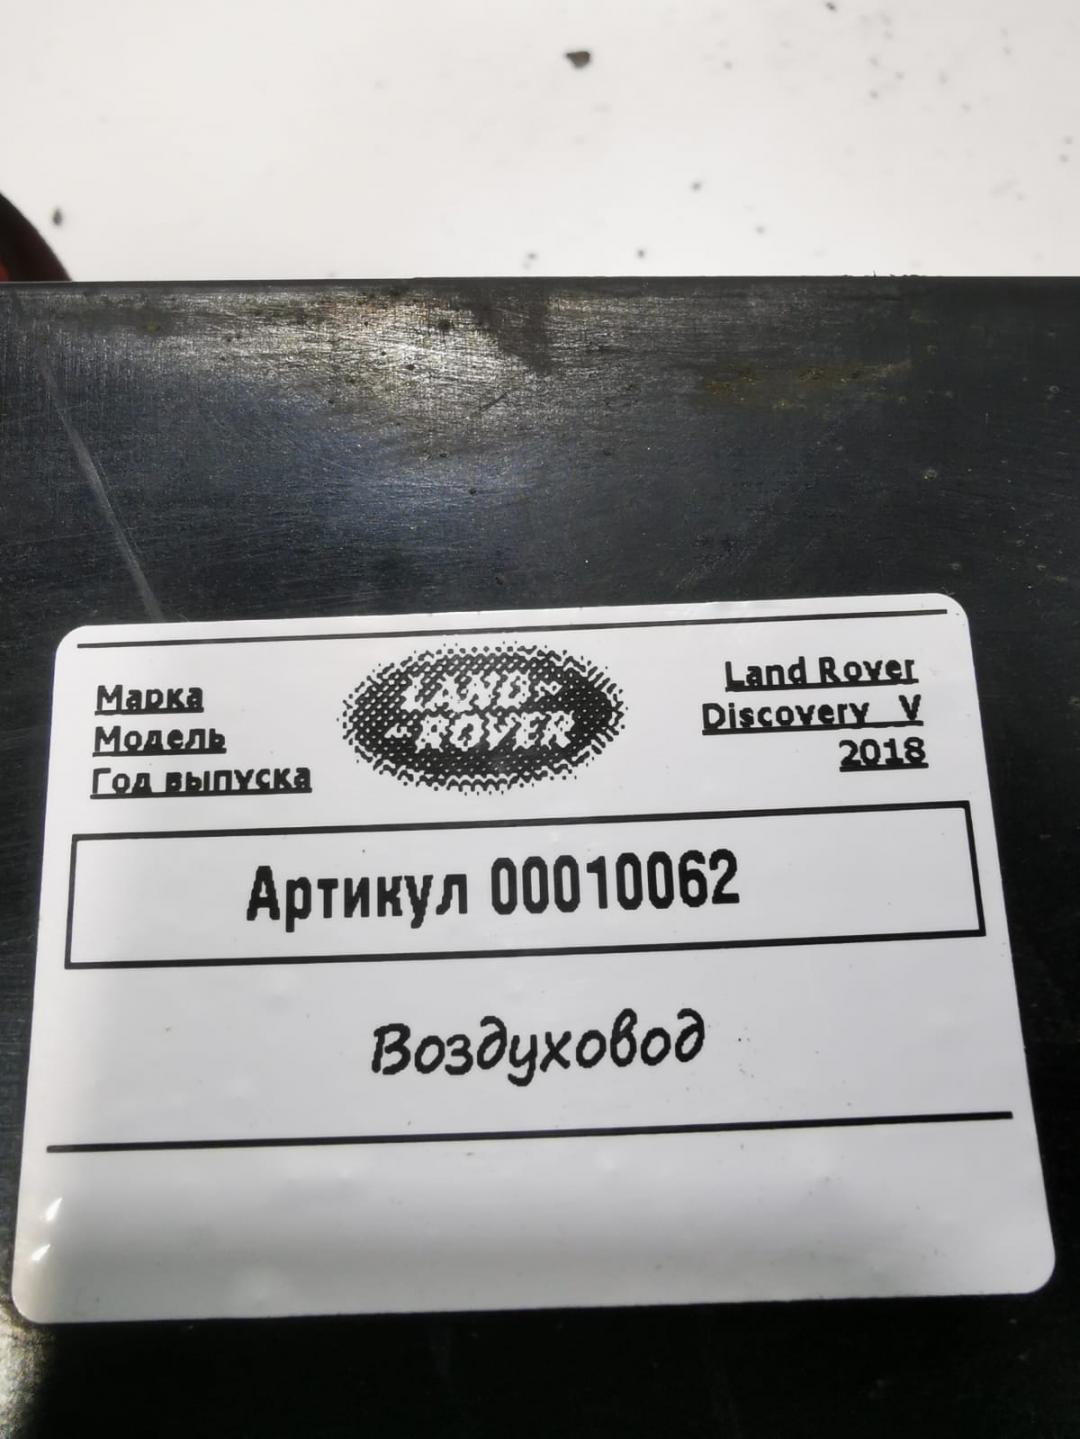 Марка
Модель
Год выпуска
LAND-
-ROVER
Land Rover
Discovery V
2018
Артикул 00010062
Воздуховод